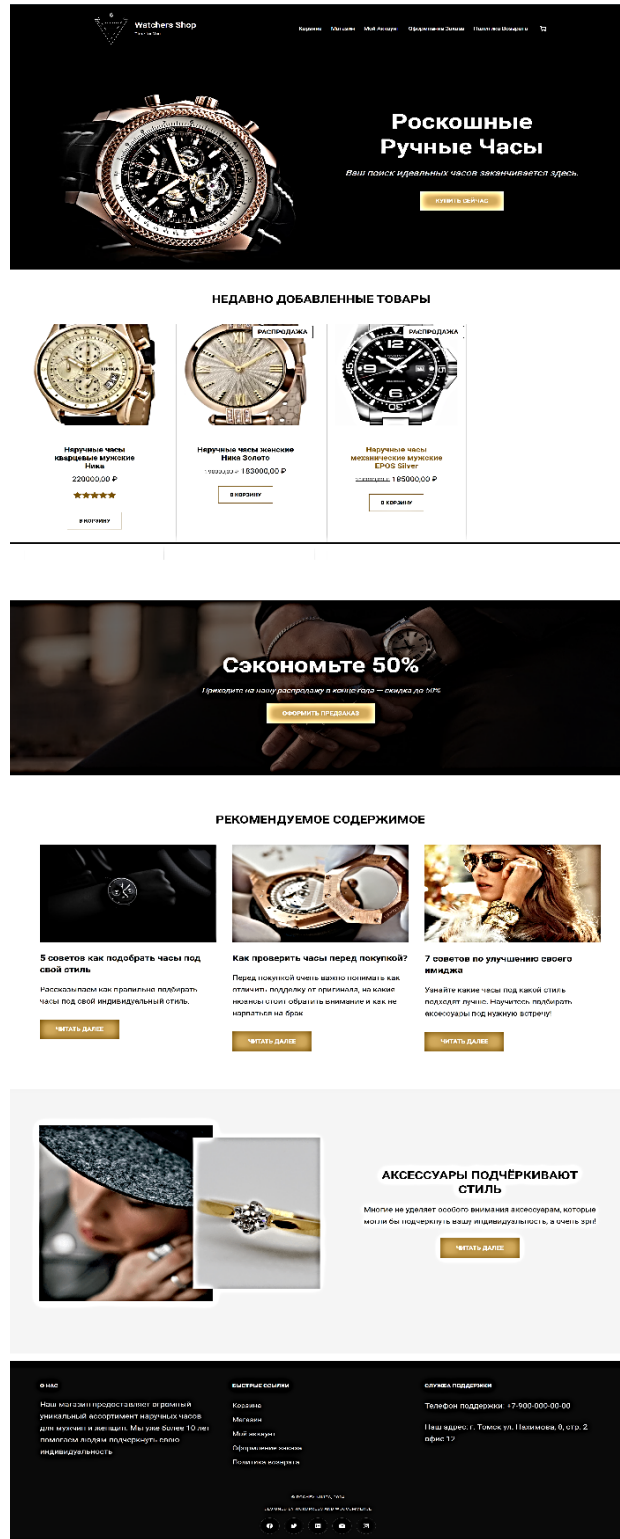 Watchers Shop
Корзина Магазин Мой Аккаунт Оформление Заказа Политика Возврата
Роскошные
Ручные Часы
Ваш поиск идеальных часов заканчивается здесь.
КУПИТЬ СЕЙЧАС
НЕДАВНО ДОБАВЛЕННЫЕ ТОВАРЫ
РАСПРОДАЖА
РАСПРОДАЖА
Наручные часы
кварцевые мужские
Ника
220000,00 ₽
В КОРЗИНУ
Наручные часы женские
Ника Золото
183000,00 ₽
В КОРЗИНУ
Наручные часы
механические мужские
EPOS Silver
185000,00 ₽
В КОРЗИНУ
Сэкономьте 50%
Приходите на нашу распродажу в конце года — скидка до 50%
ОФОРМИТЬ ПРЕДЗАКАЗ
РЕКОМЕНДУЕМОЕ СОДЕРЖИМОЕ
5 советов как подобрать часы под
свой стиль
Рассказываем как правильно подбирать
часы под свой индивидуальный стиль.
ЧИТАТЬ ДАЛЕЕ
Как проверить часы перед покупкой?
Перед покупкой очень важно понимать как
отличить подделку от оригинала, на какие
нюансы стоит обратить внимание и как не
нарваться на брак
ЧИТАТЬ ДАЛЕЕ
7 советов по улучшению своего
имиджа
Узнайте какие часы под какой стиль
подходят лучше. Научитесь подбирать
аксессуары под нужную встречу!
ЧИТАТЬ ДАЛЕЕ
АКСЕССУАРЫ ПОДЧЁРКИВАЮТ
СТИЛЬ
Многие не уделяет особого внимания аксессуарам, которые
могли бы подчеркнуть вашу индивидуальность, а очень зря!
ЧИТАТЬ ДАЛЕЕ
О НАС
Наш магазин предоставляет огромный
уникальный ассортимент наручных часов
для мужчин и женщин. Мы уже более 10 лет
помогаем людям подчеркнуть свою
индивидуальность
БЫСТРЫЕ ССЫЛКИ
Корзина
Магазин
Мой аккаунт
Оформление заказа
Политика возврата
СЛУЖБА ПОДДЕРЖКИ
Телефон поддержки: +7-900-000-00-00
Наш адрес: г. Томск ул. Нахимова, 8, стр. 2
офис 12